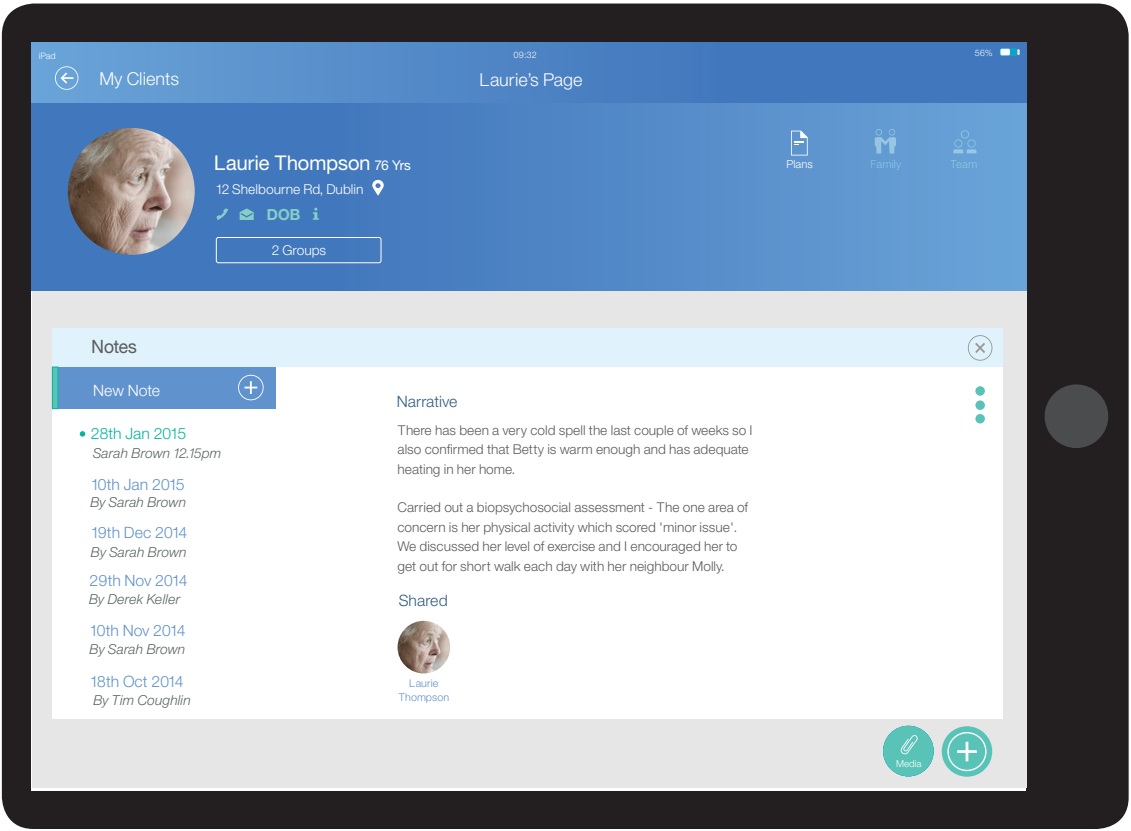 iPad
09:32
56%
My Clients
Laurie's Page
Laurie Thompson 76 Yrs
12 Shelbourne Rd, Dublin
DOB i
2 Groups
Plans
Family
Team
Notes
New Note
28th Jan 2015
Sarah Brown 12.15pm
10th Jan 2015
By Sarah Brown
19th Dec 2014
By Sarah Brown
29th Nov 2014
By Derek Keller
10th Nov 2014
By Sarah Brown
18th Oct 2014
By Tim Coughlin
Narrative
There has been a very cold spell the last couple of weeks so I
also confirmed that Betty is warm enough and has adequate
heating in her home.
Carried out a biopsychosocial assessment - The one area of
concern is her physical activity which scored 'minor issue'.
We discussed her level of exercise and I encouraged her to
get out for short walk each day with her neighbour Molly.
Shared
Laurie
Thompson
Media